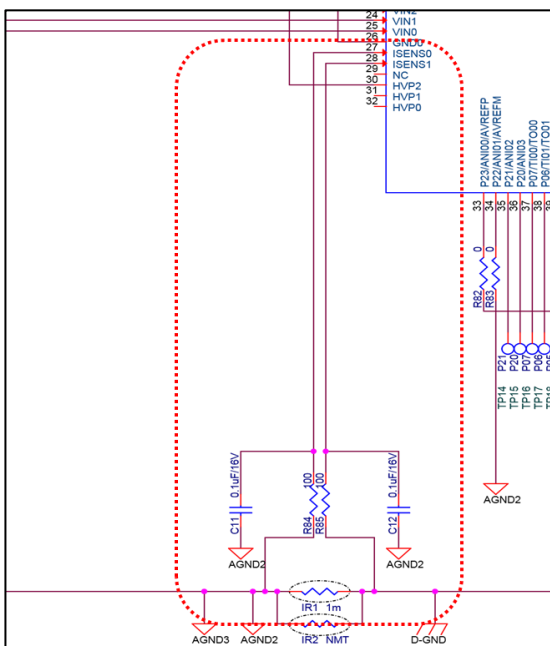 24 VIN2
25 VIN1
26 VIN0
27 GND0
28 ISENS0
29 ISENS1
30 NC
31 HVP2
32 HVP1
HVP0
P23/ANI00/AVREFP
P22/ANI01/AVREFM
P21/ANI02
P20/ANI03
P07/TI00/TO00
P06/TI01/TO01
33
34
35
36
37
38
39
R82 0
R83 0
P21
P20
P07
P06
P05
TP14
TP15
TP16
TP17
TP18
AGND2
C11 0.1uF/16V
R84 100
R85 100
C12 0.1uF/16V
AGND2
AGND2
IR1 1m
AGND3
AGND2
IR2 NMT
D-GND